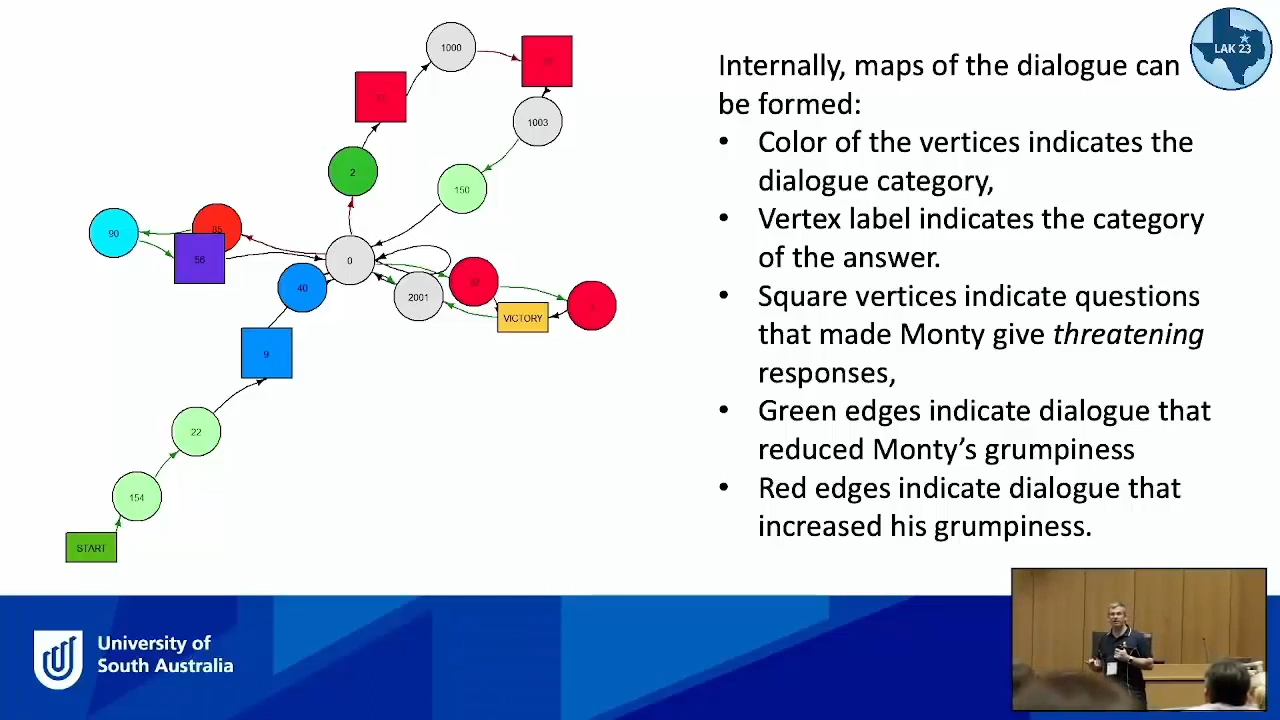 1000
LAK 23
Internally, maps of the dialogue can
be formed:
1003
• Color of the vertices indicates the
dialogue category,
2
150
• Vertex label indicates the category
of the answer.
90
85
56
0
40
2001
VICTORY
• Square vertices indicate questions
that made Monty give threatening
responses,
9
• Green edges indicate dialogue that
reduced Monty's grumpiness
22
• Red edges indicate dialogue that
increased his grumpiness.
154
START
University of
South Australia